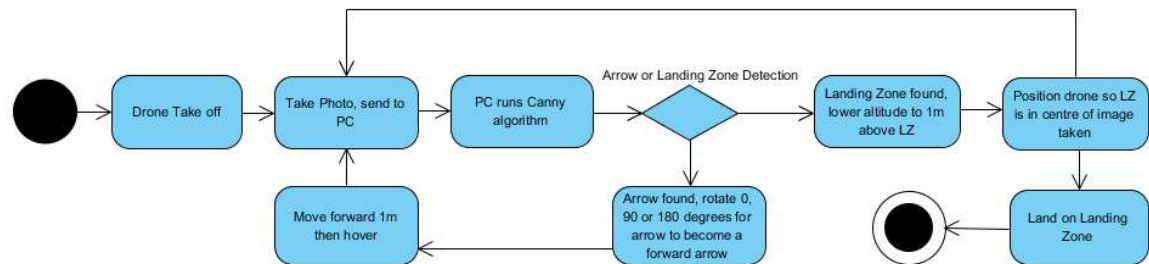 Arrow or Landing Zone Detection
Drone Take off
Take Photo, send to
PC
PC runs Canny
algorithm
Landing Zone found,
lower altitude to 1m
above LZ
Position drone so LZ
is in centre of image
taken
Move forward 1m
then hover
Arrow found, rotate 0,
90 or 180 degrees for
arrow to become a
forward arrow
Land on Landing
Zone